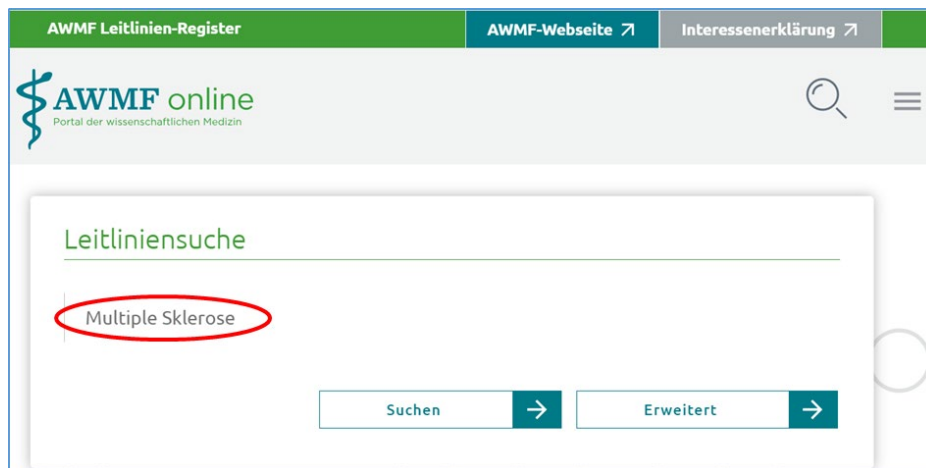 AWMF Leitlinien-Register
AWMF-Webseite
Interessenerklärung
AWMF online
Portal der wissenschaftlichen Medizin
Leitliniensuche
Multiple Sklerose
Suchen
Erweitert